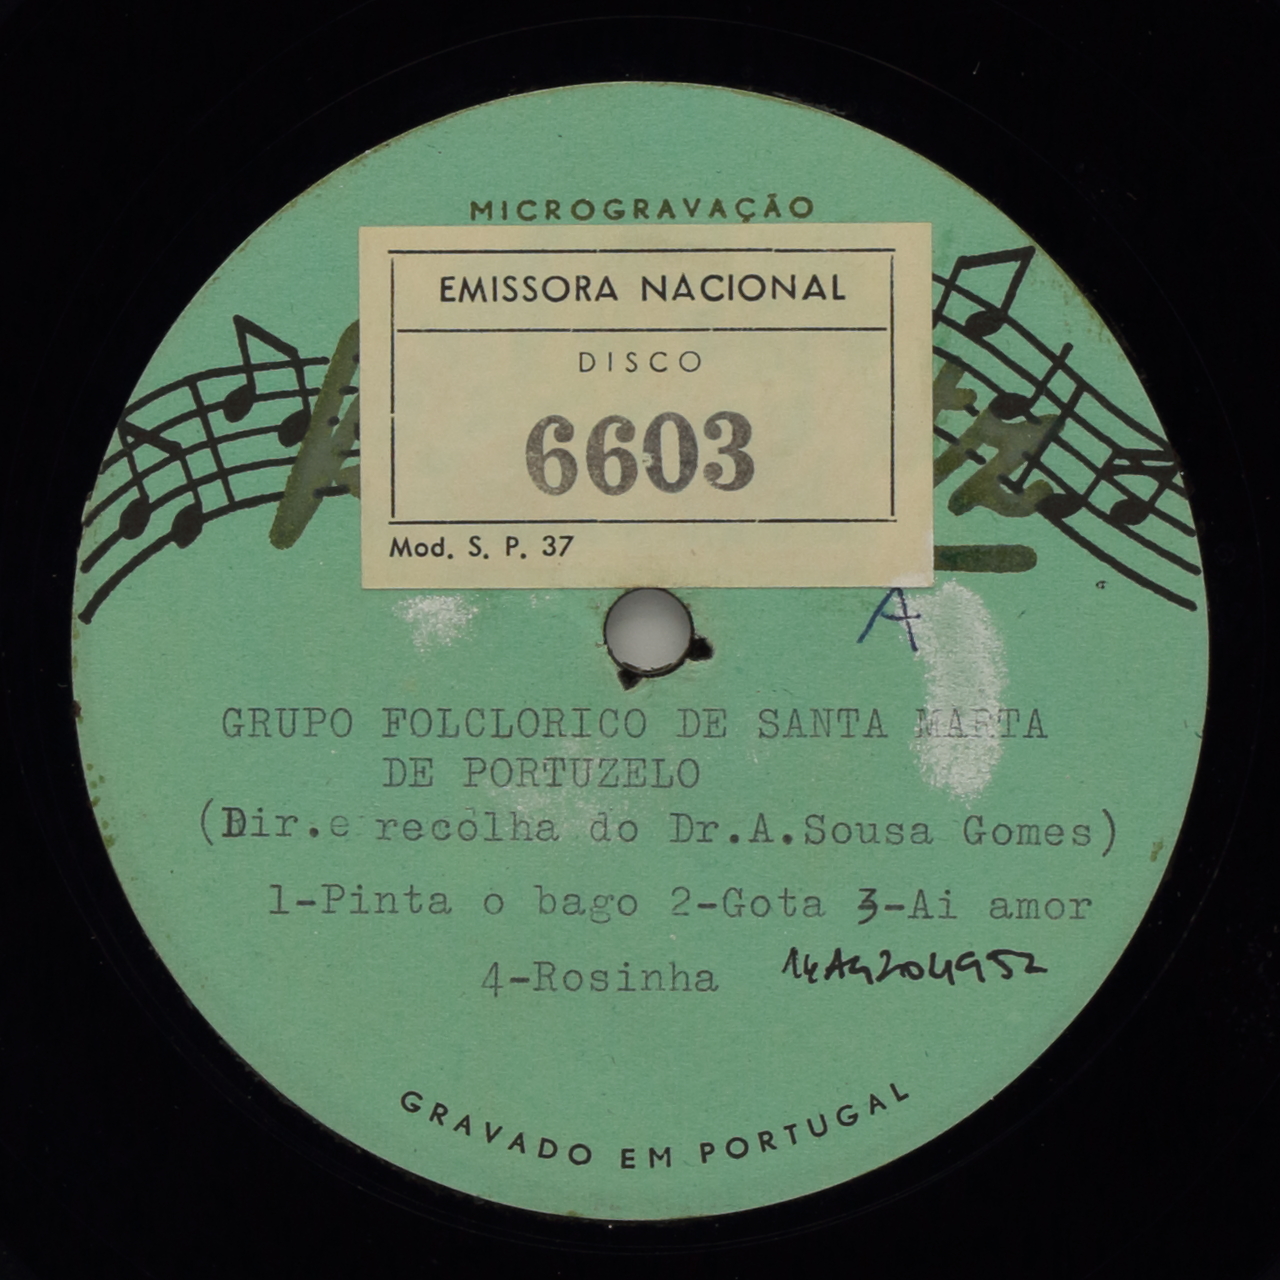 MICROGRAVAÇÃO
EMISSORA NACIONAL
DISCO
6603
Mod. S. P. 37
A
GRUPO FOLCLORICO DE SANTA MARTA
DE PORTUZELO
(Dir.e recolha do Dr.A.Sousa Gomes)
1-Pinta o bago 2-Gota 3-Ai amor
4-Rosinha
GRAVADO EM PORTUGAL